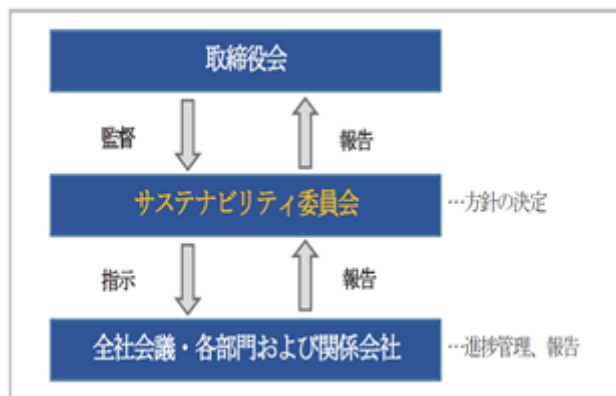 取締役会
監督
報告
サステナビリティ委員会
…方針の決定
指示
報告
全社会議・各部門および関係会社
…進捗管理、報告